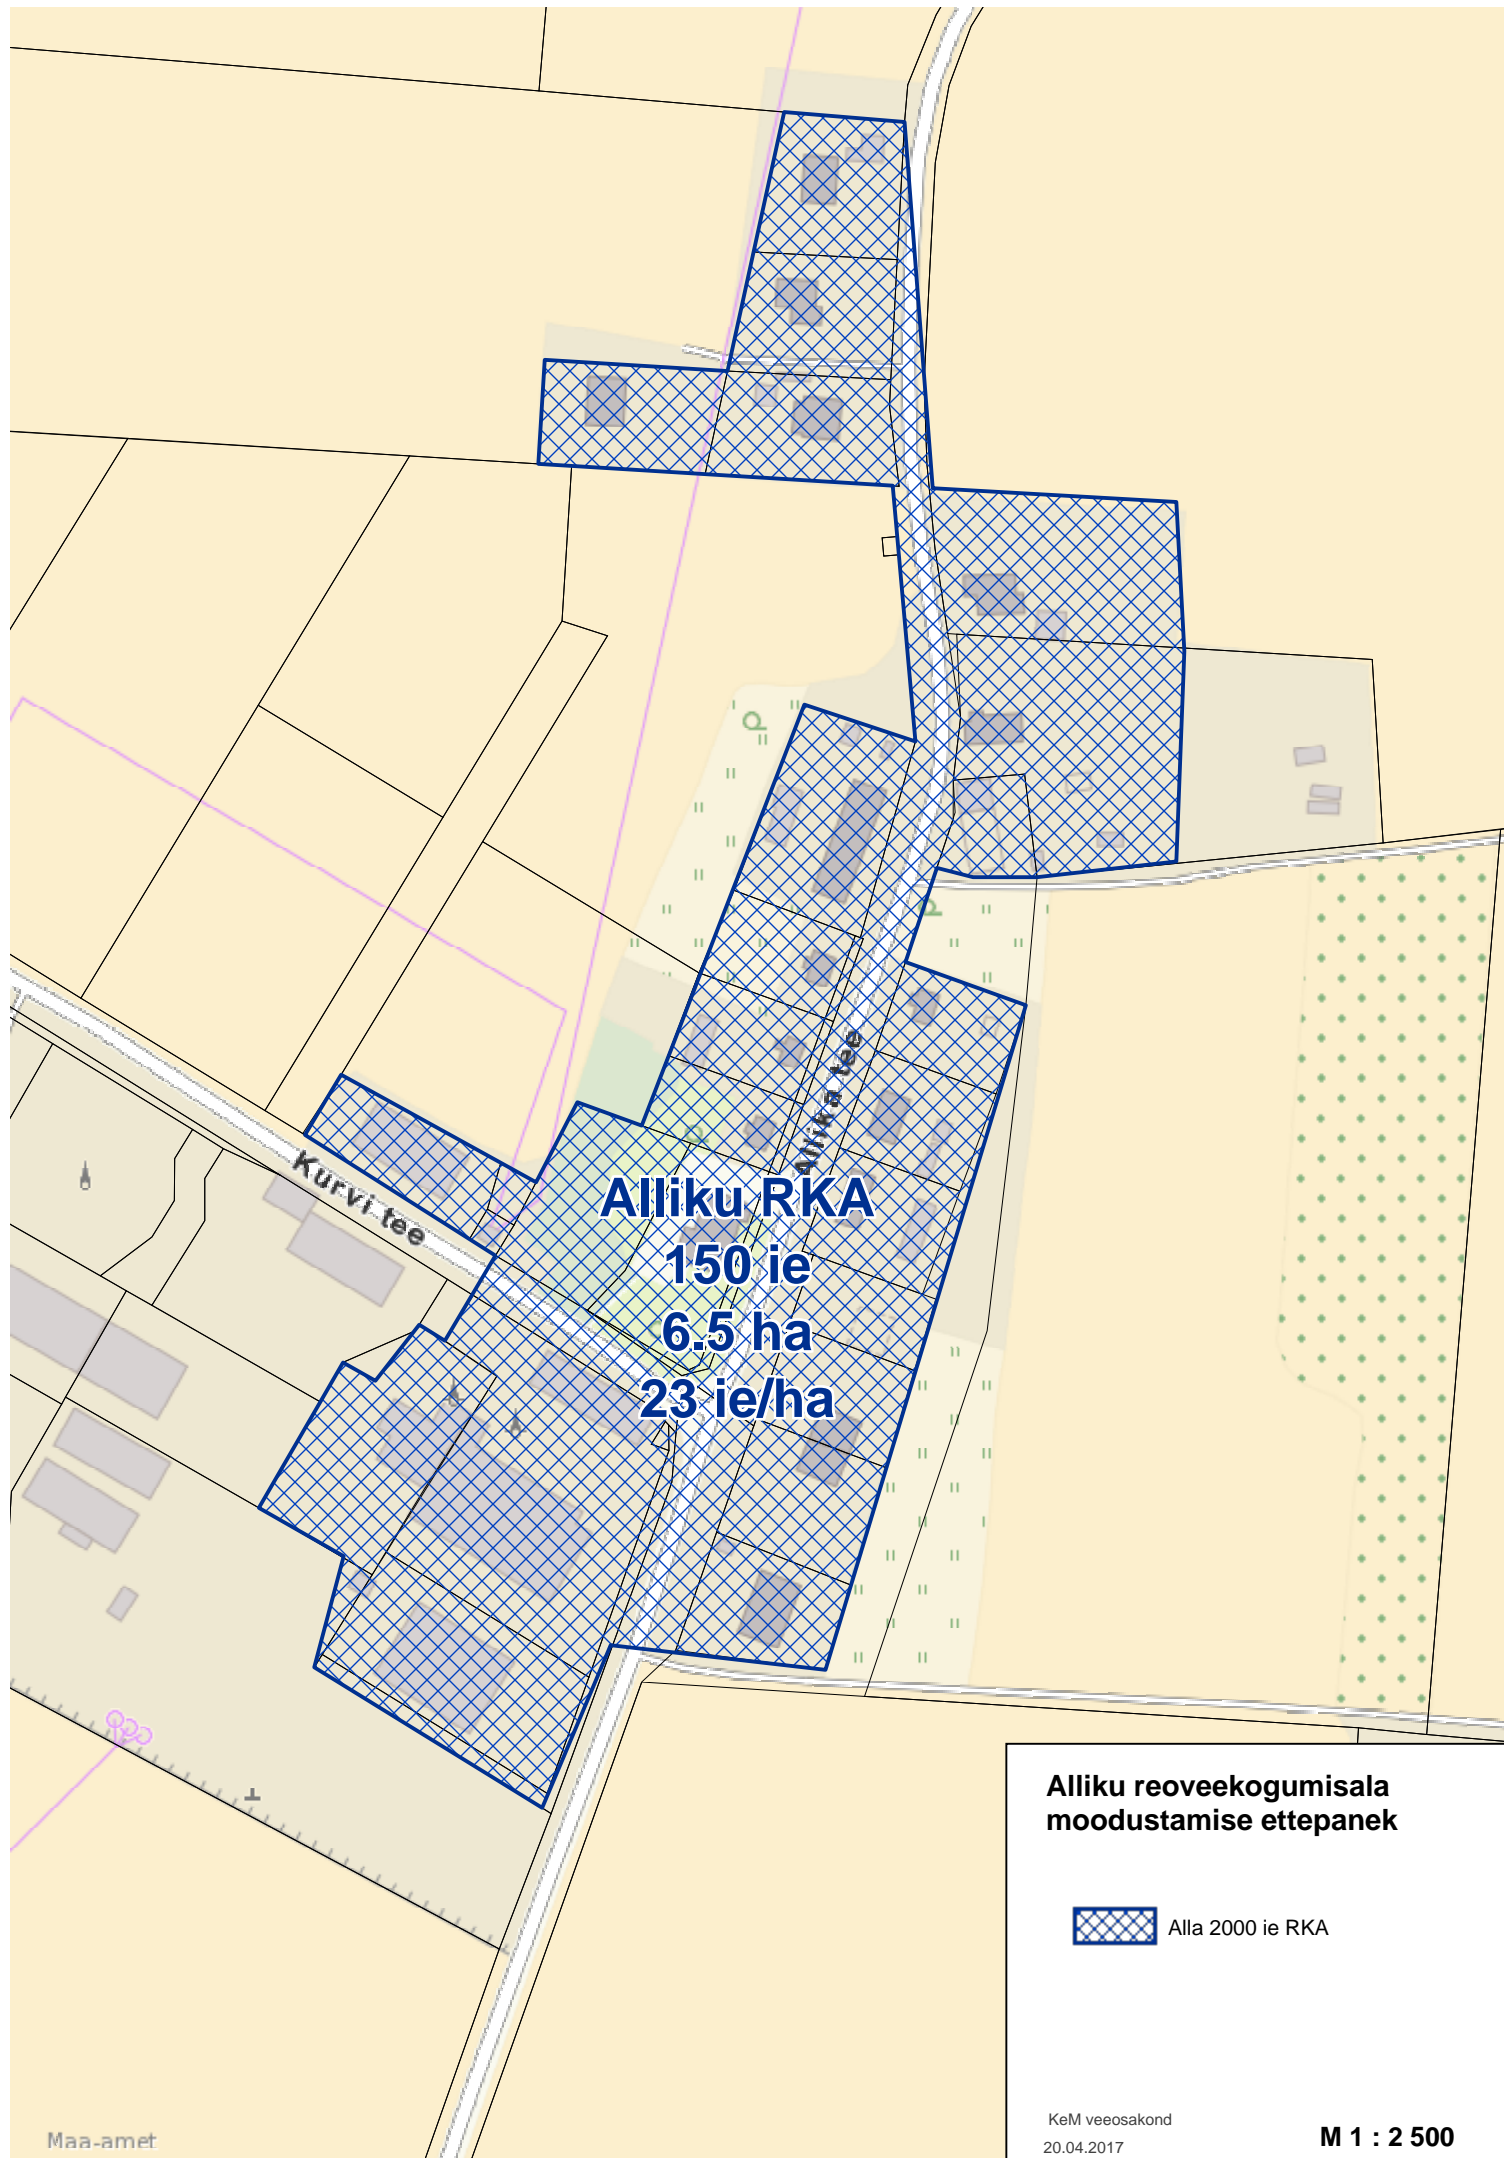 Kurvi tee
Allika tee
Alliku RKA
150 ie
6.5 ha
23 ie/ha
Alliku reoveekogumisala
moodustamise ettepanek
Alla 2000 ie RKA
KeM veeosakond
20.04.2017
M 1 : 2 500
Maa-amet